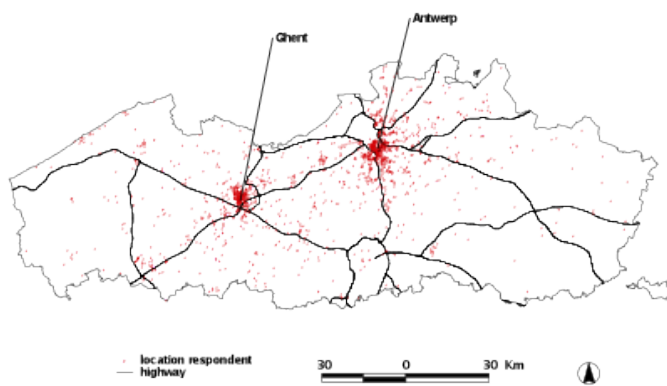 Antwerp
Ghent
location respondent
highway
30 0 30 Km